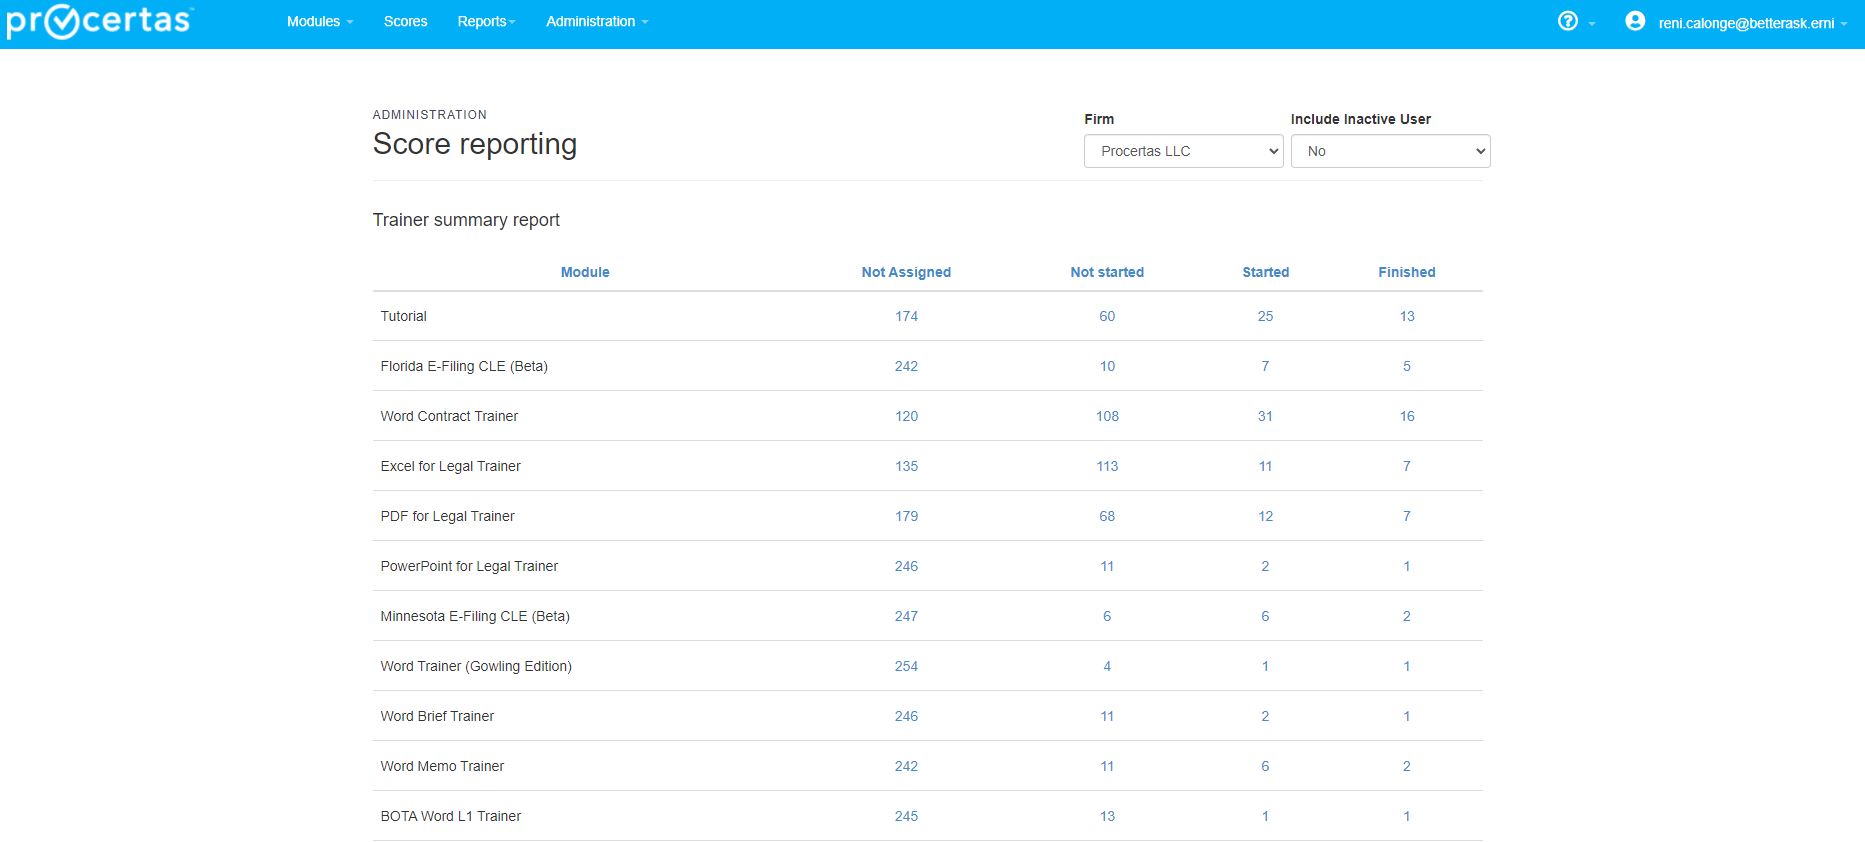 procertas™
Modules Scores Reports Administration
reni.calonge@betterask.erni
ADMINISTRATION
Score reporting
Firm Include Inactive User
Procertas LLC No
Trainer summary report
Module Not Assigned Not started Started Finished
Tutorial 174 60 25 13
Florida E-Filing CLE (Beta) 242 10 7 5
Word Contract Trainer 120 108 31 16
Excel for Legal Trainer 135 113 11 7
PDF for Legal Trainer 179 68 12 7
PowerPoint for Legal Trainer 246 11 2 1
Minnesota E-Filing CLE (Beta) 247 6 6 2
Word Trainer (Gowling Edition) 254 4 1 1
Word Brief Trainer 246 11 2 1
Word Memo Trainer 242 11 6 2
BOTA Word L1 Trainer 245 13 1 1